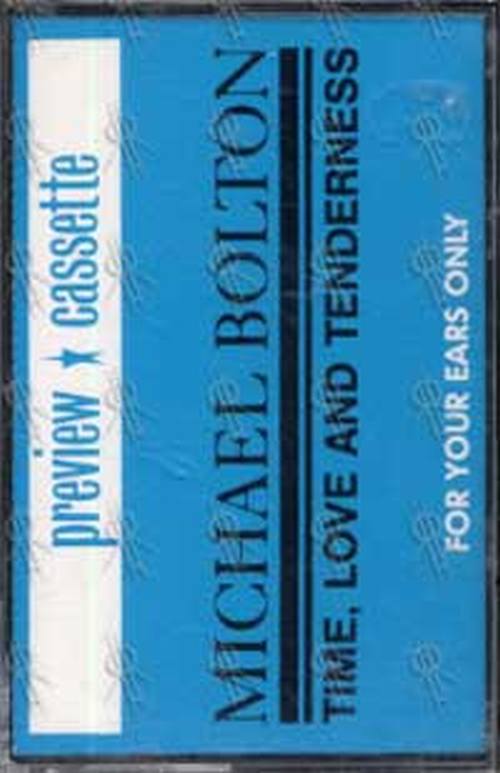 preview ★ cassette
MICHAEL BOLTON
TIME, LOVE AND TENDERNESS
FOR YOUR EARS ONLY